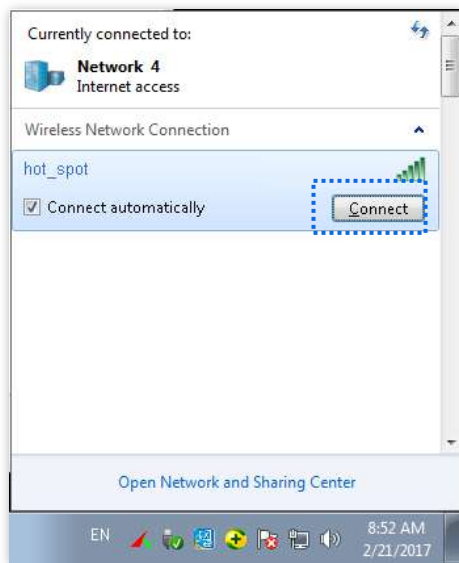 Currently connected to:
Network 4
Internet access
Wireless Network Connection
hot_spot
Connect automatically
Connect
Open Network and Sharing Center
EN
8:52 AM
2/21/2017